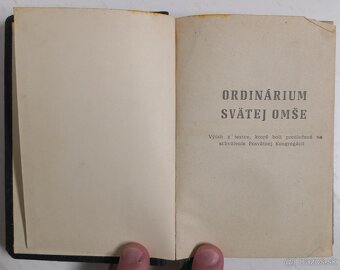 ORDINÁRIUM
SVÄTEJ OMŠE
Výťah z textov, ktoré boli predložené na
schválenie Posvätnej Kongregácii